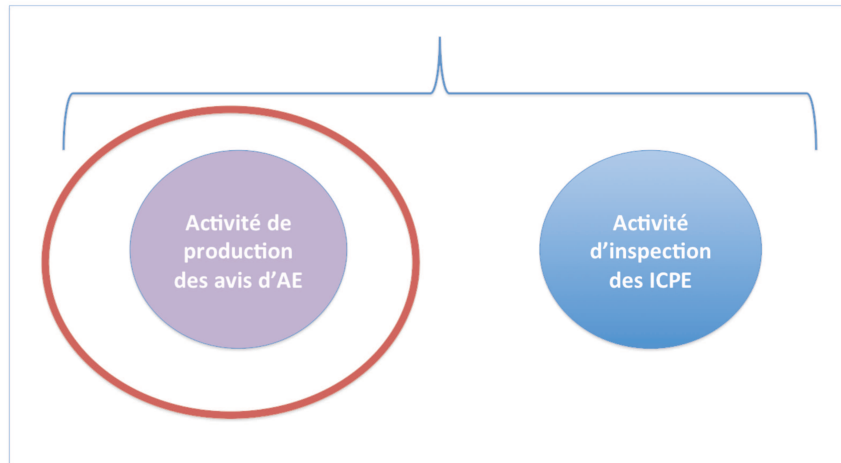 Activité de
production
des avis d’AE
Activité
d’inspection
des ICPE